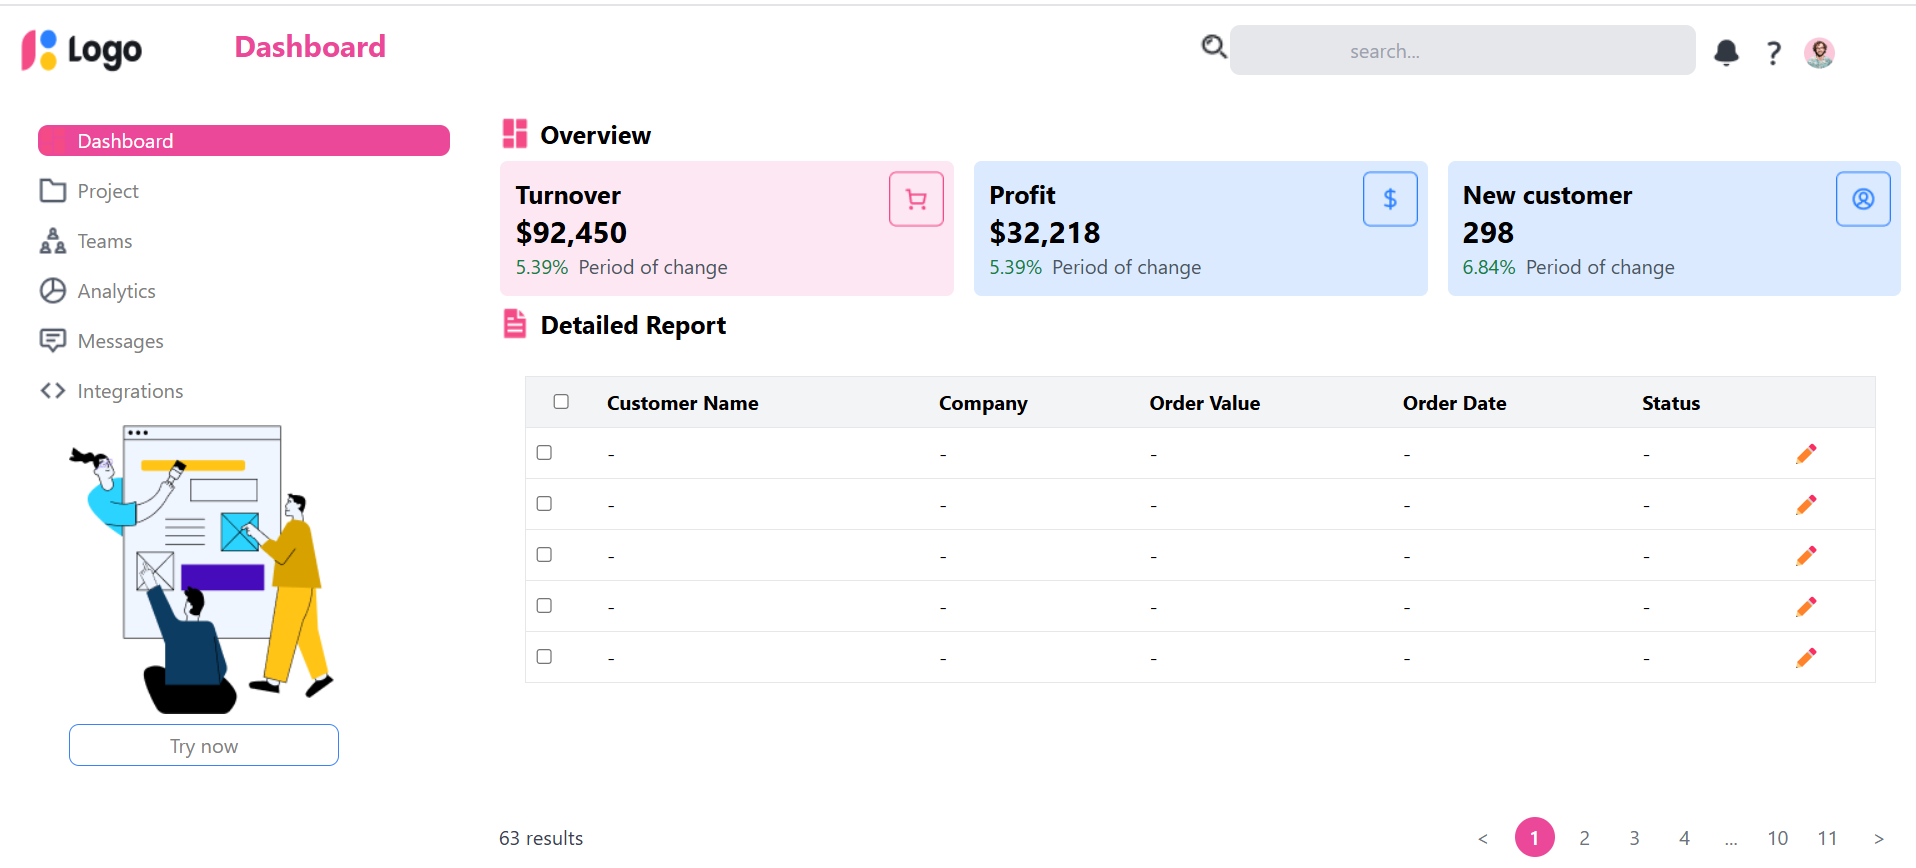 Logo
Dashboard
search...
?
Dashboard
Project
Teams
Analytics
Messages
Integrations
Try now
Overview
Turnover
$92,450
5.39% Period of change
Profit
$32,218
5.39% Period of change
$
New customer
298
6.84% Period of change
Detailed Report
Customer Name Company Order Value Order Date Status
- - - - -
- - - - -
- - - - -
- - - - -
- - - - -
63 results
< 1 2 3 4 ... 10 11 >